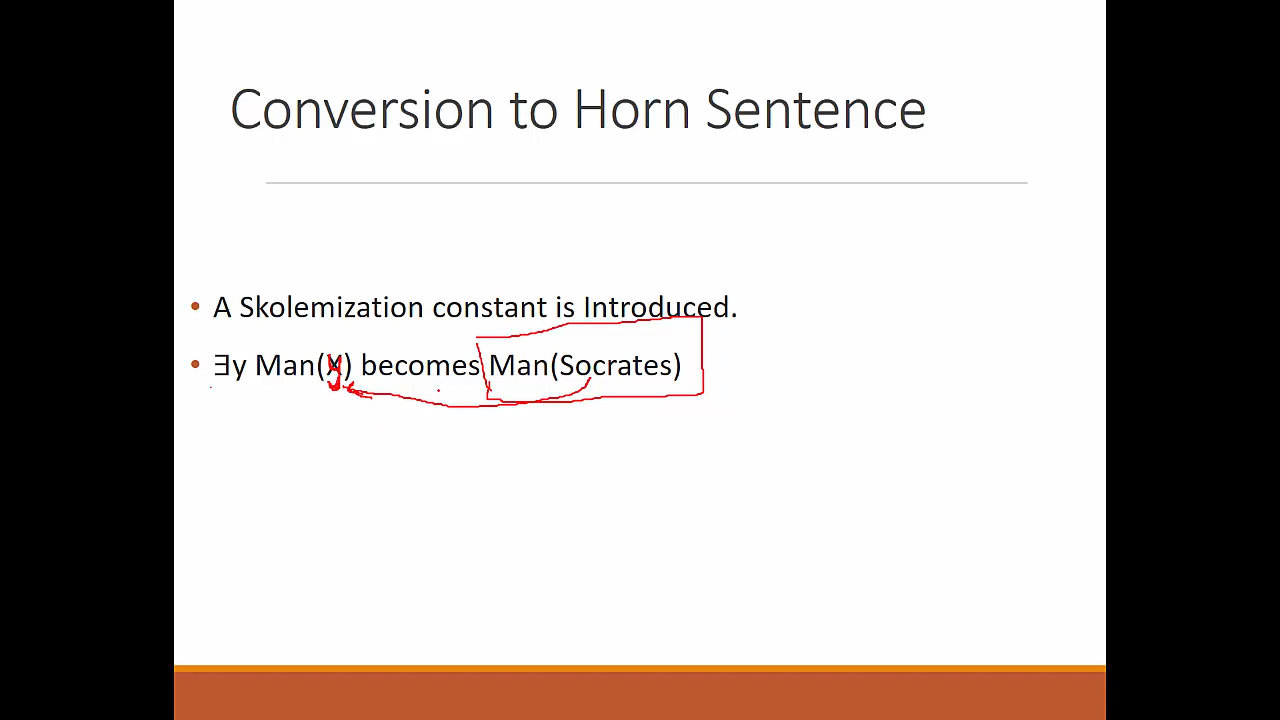 Conversion to Horn Sentence
• A Skolemization constant is Introduced.
• ∃y Man(X) becomes Man(Socrates)